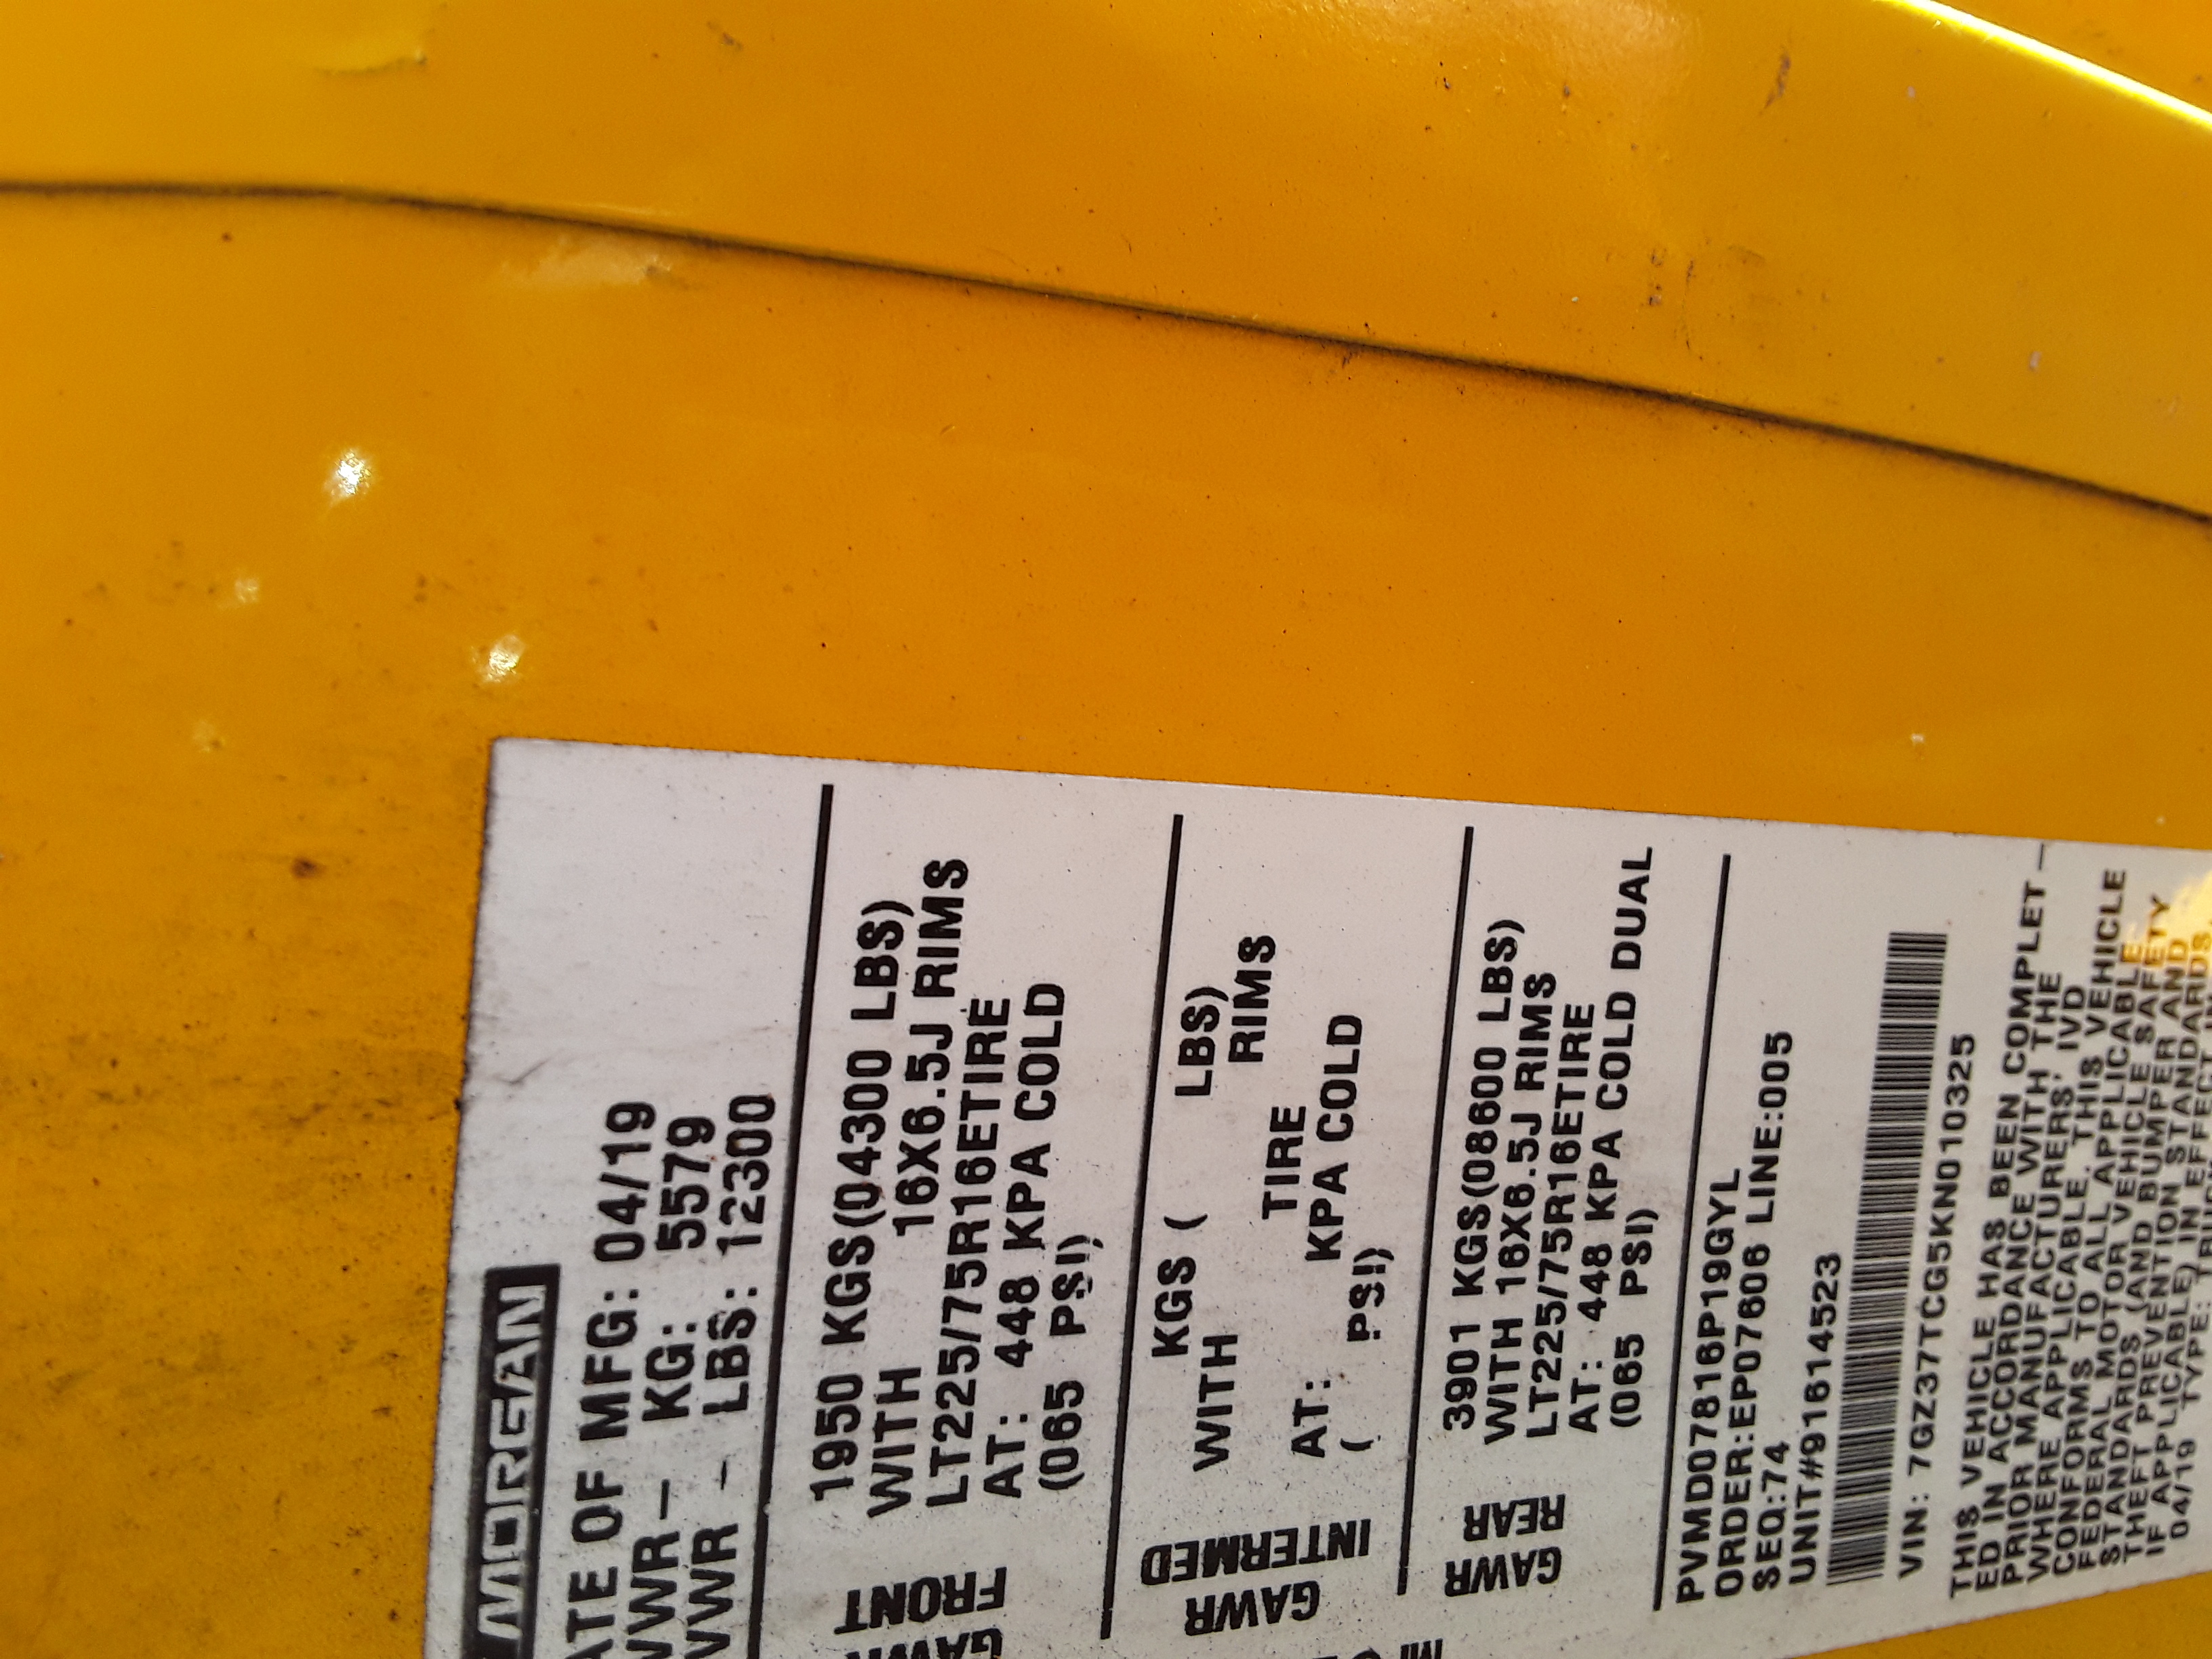 MORGAN
ATE OF MFG: 04/19
VWR- KG: 5579
VWR - LBS: 12300
GAWR
FRONT
1950 KGS(04300 LBS)
WITH 16X6.5J RIMS
LT225/75R16ETIRE
AT: 448 KPA COLD
(065 PSI)
GAWR
INTERMED
KGS ( LBS)
WITH RIMS
TIRE
AT: KPA COLD
( PSI)
GAWR
REAR
3901 KGS(08600 LBS)
WITH 16X6.5J RIMS
LT225/75R16ETIRE
AT: 448 KPA COLD DUAL
(065 PSI)
PVMD07816P19GYL
ORDER:EP07606 LINE:005
SEQ:74
UNIT#91614523
VIN: 7GZ37TCG5KN010325
THIS VEHICLE HAS BEEN COMPLET-
ED IN ACCORDANCE WITH THE
PRIOR MANUFACTURERS' IVD
WHERE APPLICABLE. THIS VEHICLE
CONFORMS TO ALL APPLICABLE
FEDERAL MOTOR VEHICLE SAFETY
STANDARDS (AND BUMPER AND
THEFT PREVENTION STANDARDS,
IF APPLICABLE) IN EFFECT
04/19 TYPE: